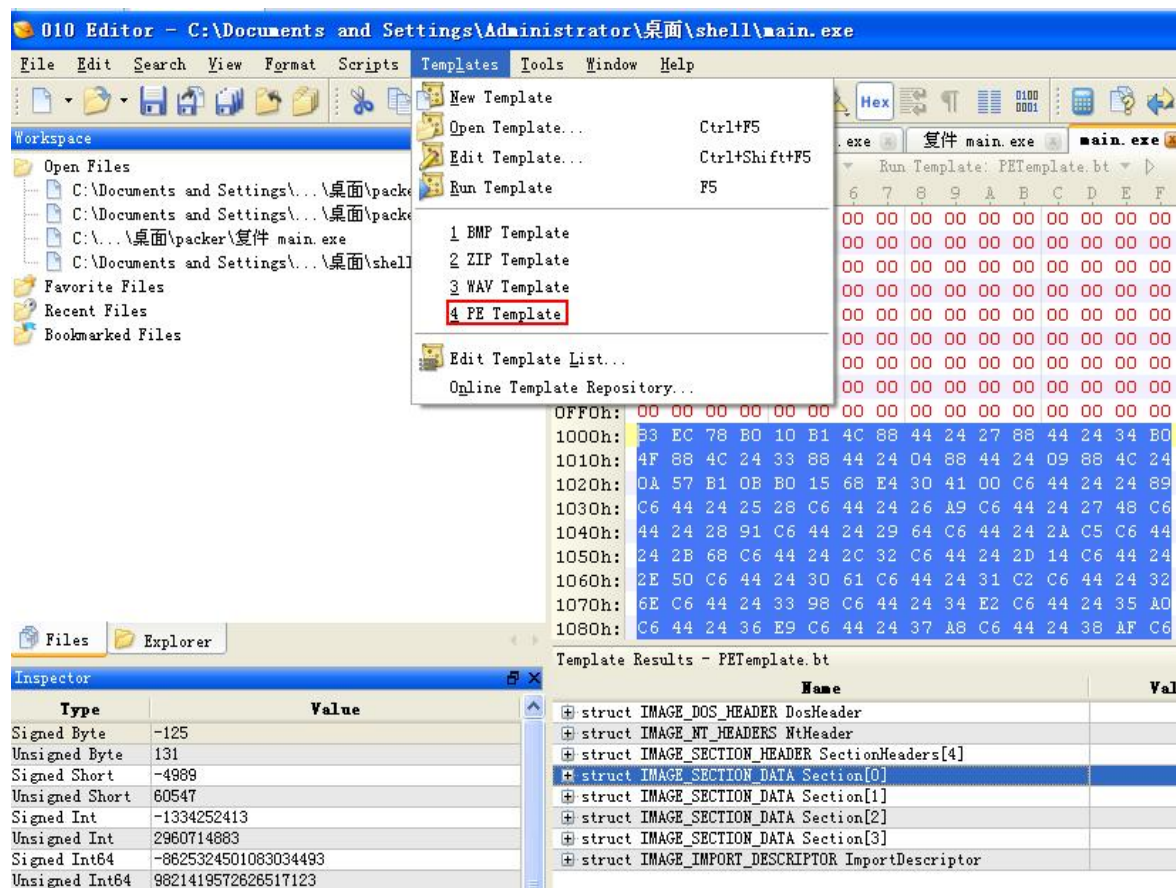 010 Editor - C:\Documents and Settings\Administrator\桌面\shell\main.exe
File Edit Search View Format Scripts Templates Tools Window Help
New Template
Open Template... Ctrl+F5
Edit Template... Ctrl+Shift+F5
Run Template F5
1 BMP Template
2 ZIP Template
3 WAV Template
4 PE Template
Edit Template List...
Online Template Repository...
Hex
Workspace
Open Files
C:\Documents and Settings\...\桌面\packe
C:\Documents and Settings\...\桌面\packe
C:\...\桌面\packer\复件 main.exe
C:\Documents and Settings\...\桌面\shell
Favorite Files
Recent Files
Bookmarked Files
Files Explorer
.exe 复件 main.exe main.exe
Run Template: PETemplate.bt
6 7 8 9 A B C D E F
00 00 00 00 00 00 00 00 00 00
00 00 00 00 00 00 00 00 00 00
00 00 00 00 00 00 00 00 00 00
00 00 00 00 00 00 00 00 00 00
00 00 00 00 00 00 00 00 00 00
00 00 00 00 00 00 00 00 00 00
00 00 00 00 00 00 00 00 00 00
00 00 00 00 00 00 00 00 00 00
0FF0h: 00 00 00 00 00 00 00 00 00 00 00 00 00 00 00 00
1000h: 83 EC 78 B0 10 B1 4C 88 44 24 27 88 44 24 34 B0
1010h: 4F 88 4C 24 33 88 44 24 04 88 44 24 09 88 4C 24
1020h: 0A 57 B1 0B B0 15 68 E4 30 41 00 C6 44 24 24 89
1030h: C6 44 24 25 28 C6 44 24 26 A9 C6 44 24 27 48 C6
1040h: 44 24 28 91 C6 44 24 29 64 C6 44 24 2A C5 C6 44
1050h: 24 2B 68 C6 44 24 2C 32 C6 44 24 2D 14 C6 44 24
1060h: 2E 50 C6 44 24 30 61 C6 44 24 31 C2 C6 44 24 32
1070h: 6E C6 44 24 33 98 C6 44 24 34 E2 C6 44 24 35 A0
1080h: C6 44 24 36 E9 C6 44 24 37 A8 C6 44 24 38 AF C6
Inspector
Type Value
Signed Byte -125
Unsigned Byte 131
Signed Short -4989
Unsigned Short 60547
Signed Int -1334252413
Unsigned Int 2960714883
Signed Int64 -8625324501083034493
Unsigned Int64 9821419572626517123
Template Results - PETemplate.bt
Name Val
struct IMAGE_DOS_HEADER DosHeader
struct IMAGE_NT_HEADERS NtHeader
struct IMAGE_SECTION_HEADER SectionHeaders[4]
struct IMAGE_SECTION_DATA Section[0]
struct IMAGE_SECTION_DATA Section[1]
struct IMAGE_SECTION_DATA Section[2]
struct IMAGE_SECTION_DATA Section[3]
struct IMAGE_IMPORT_DESCRIPTOR ImportDescriptor